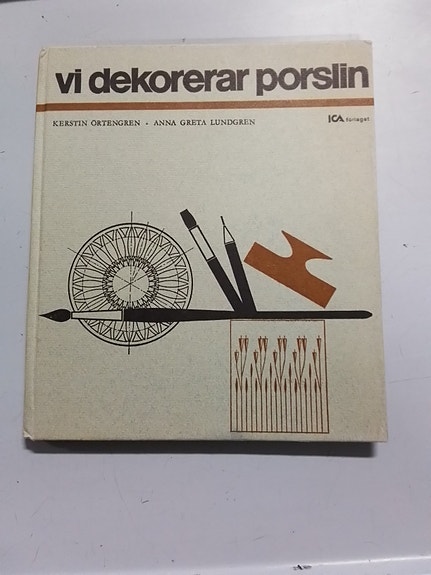 vi dekorerar porslin
KERSTIN ÖRTENGREN • ANNA GRETA LUNDGREN
ICA förlaget